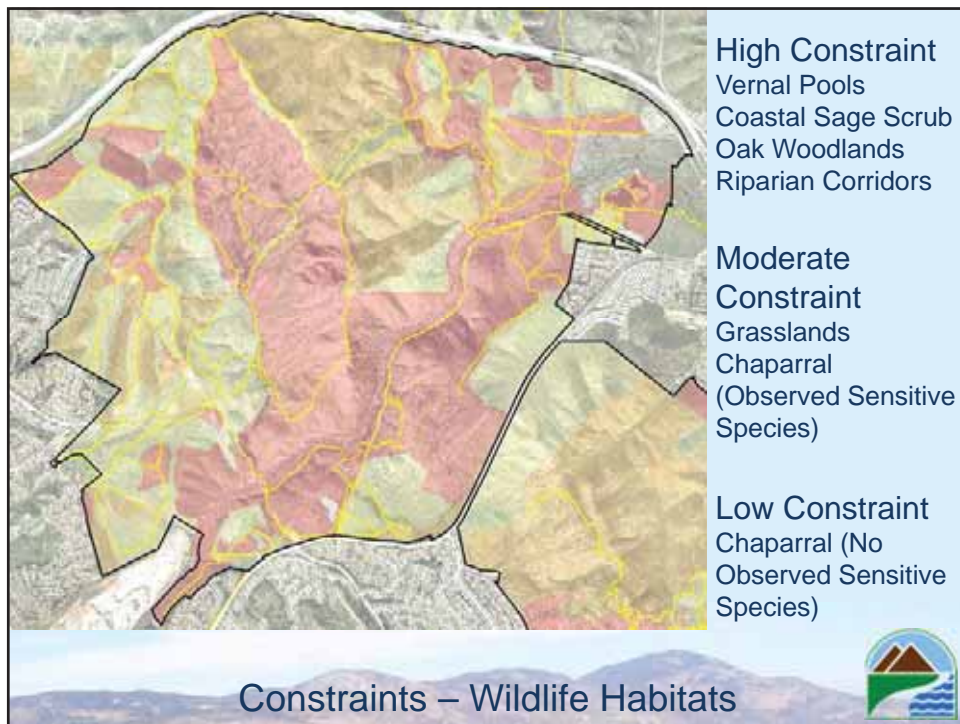 High Constraint
Vernal Pools
Coastal Sage Scrub
Oak Woodlands
Riparian Corridors
Moderate
Constraint
Grasslands
Chaparral
(Observed Sensitive
Species)
Low Constraint
Chaparral (No
Observed Sensitive
Species)
Constraints – Wildlife Habitats